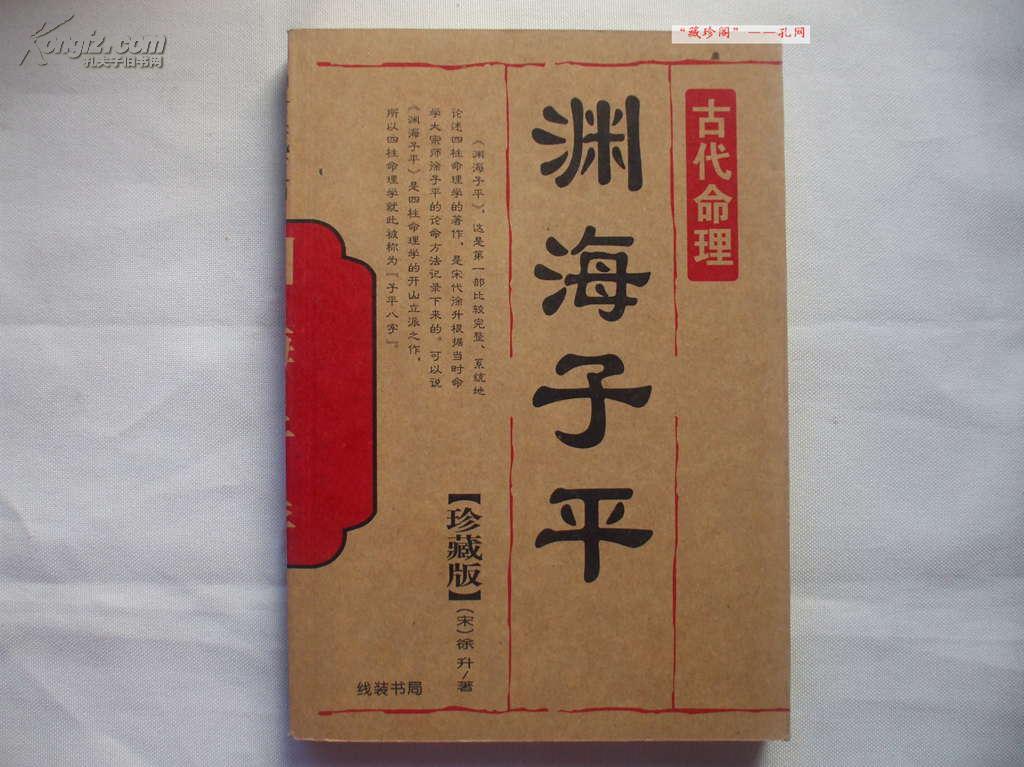 Kongfz.com
孔夫子旧书网
“藏珍阁”——孔网
古代命理
渊海子平
《渊海子平》，这是第一部比较完整、系统地
论述四柱命理学的著作，是宋代徐升根据当时命
学大宗师徐子平的论命方法记录下来的。可以说
《渊海子平》是四柱命理学的开山立派之作，
所以四柱命理学就此被称为『子平八字』。
【珍藏版】
（宋）徐升/著
线装书局